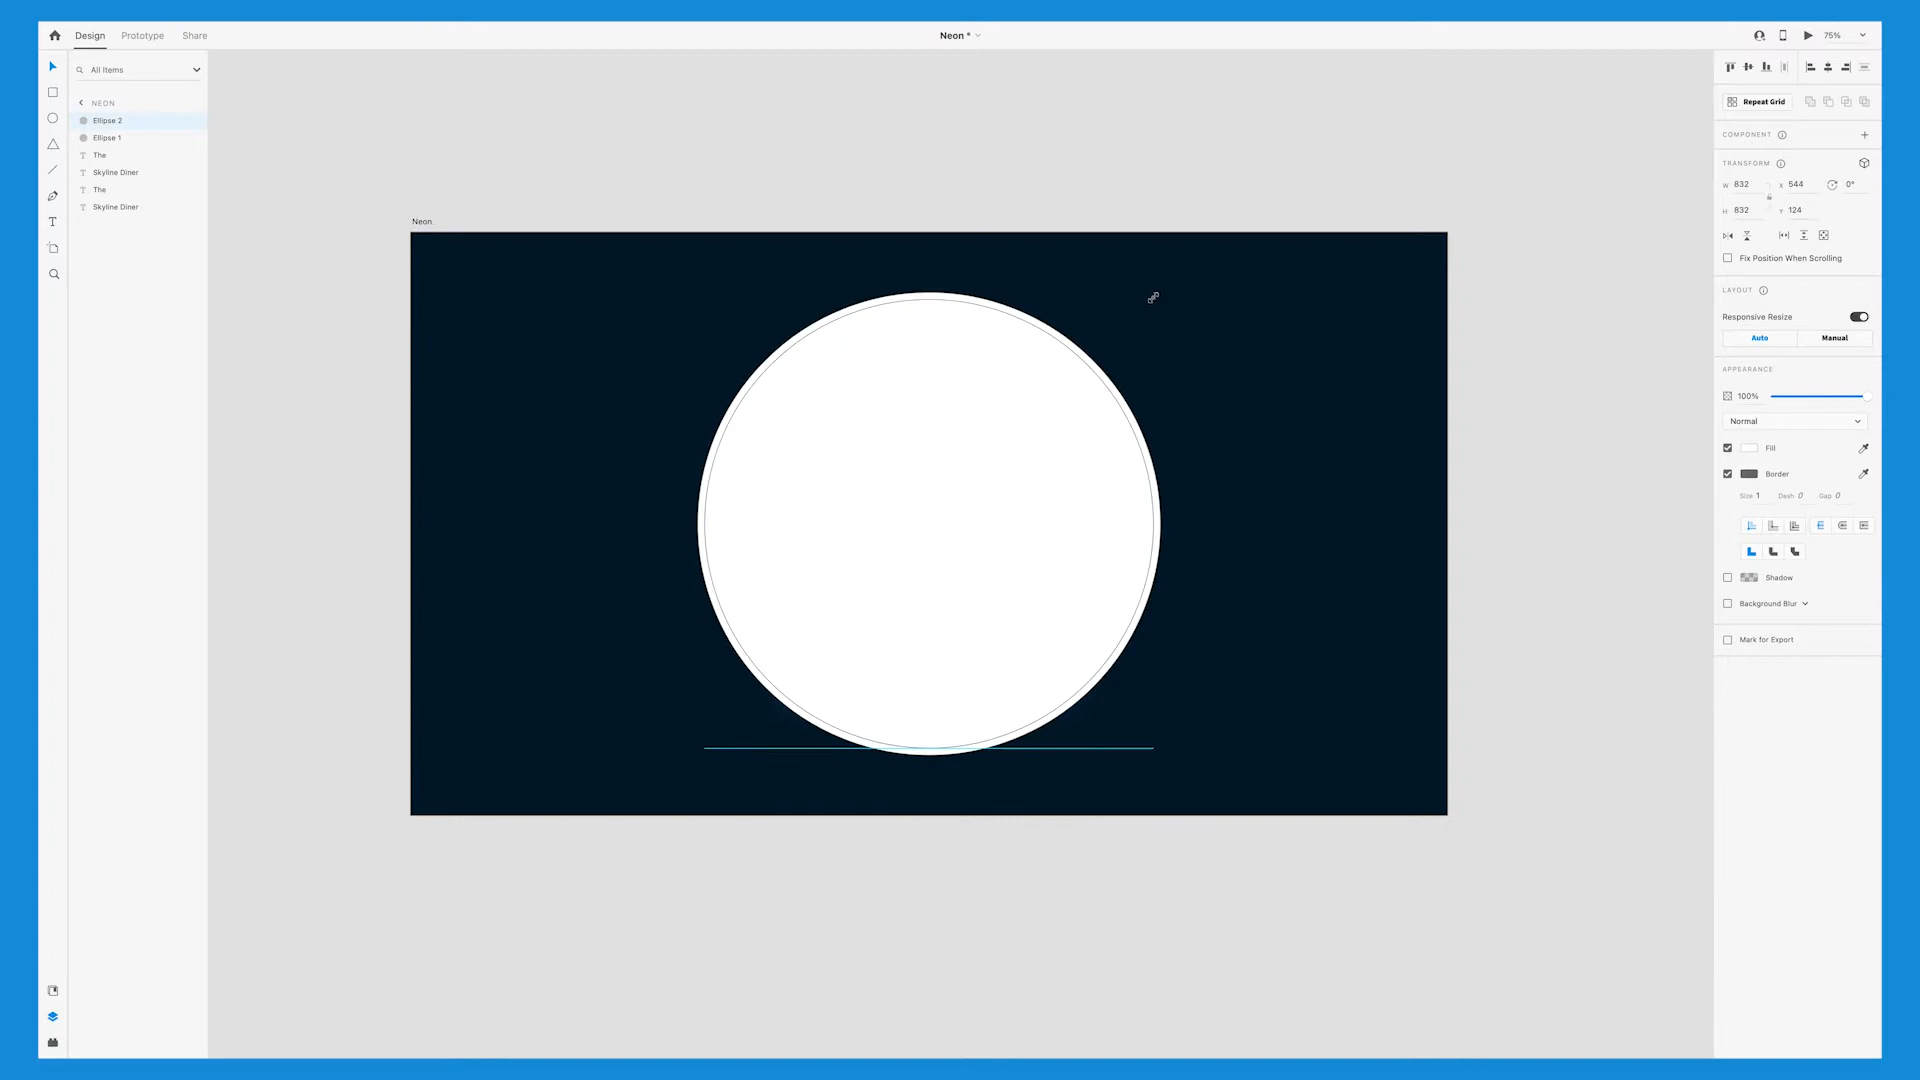 Design
Prototype
Share
Neon *
75%
All Items
NEON
Ellipse 2
Ellipse 1
The
Skyline Diner
The
Skyline Diner
Neon
Repeat Grid
COMPONENT
TRANSFORM
W 832
X 544
0°
H 832
Y 124
Fix Position When Scrolling
LAYOUT
Responsive Resize
Auto
Manual
APPEARANCE
100%
Normal
Fill
Border
Size 1
Dash 0
Gap 0
Shadow
Background Blur
Mark for Export